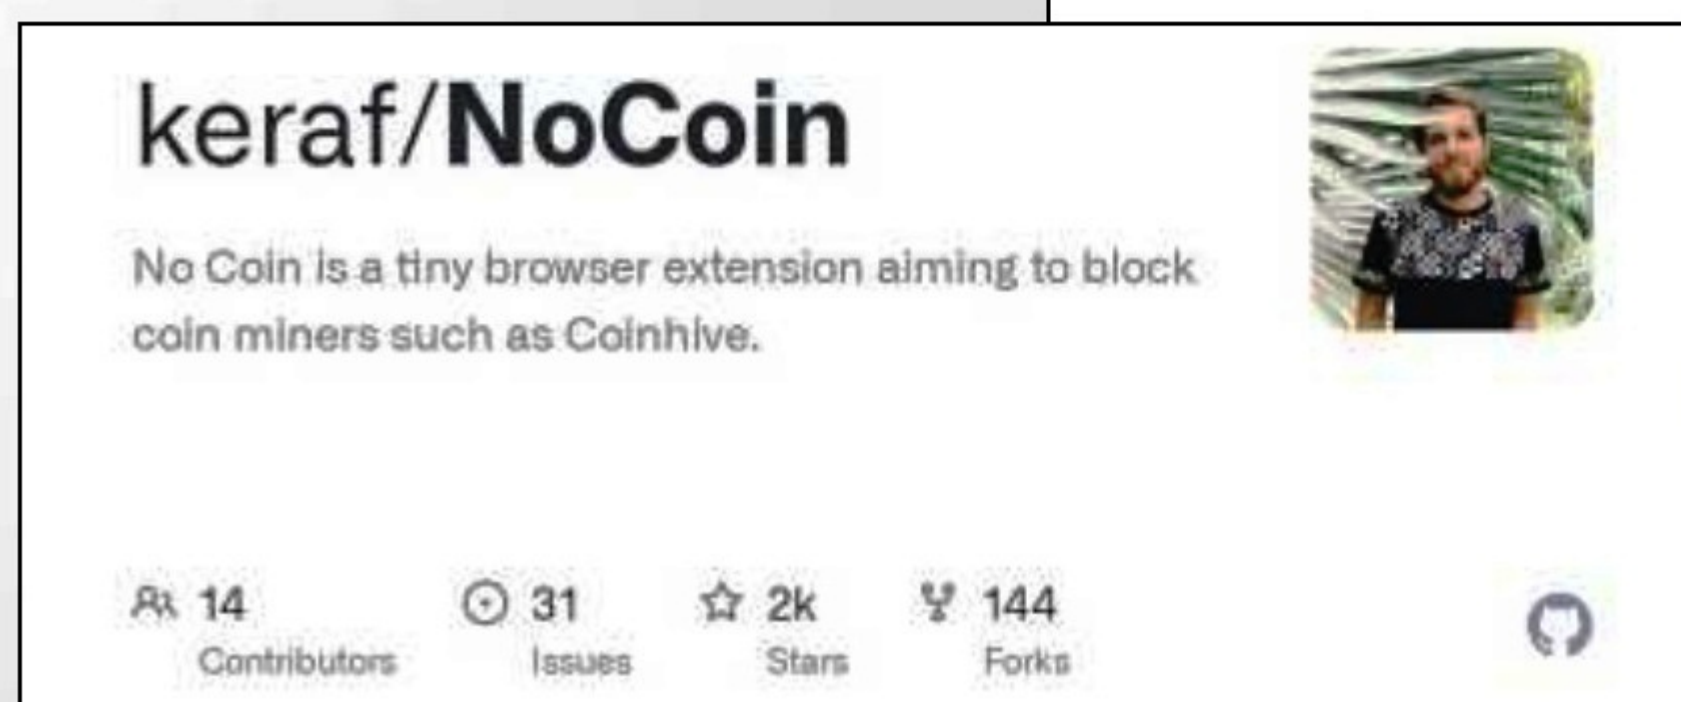 keraf/NoCoin
No Coin is a tiny browser extension aiming to block
coin miners such as Coinhive.
14 31 2k 144
Contributors Issues Stars Forks